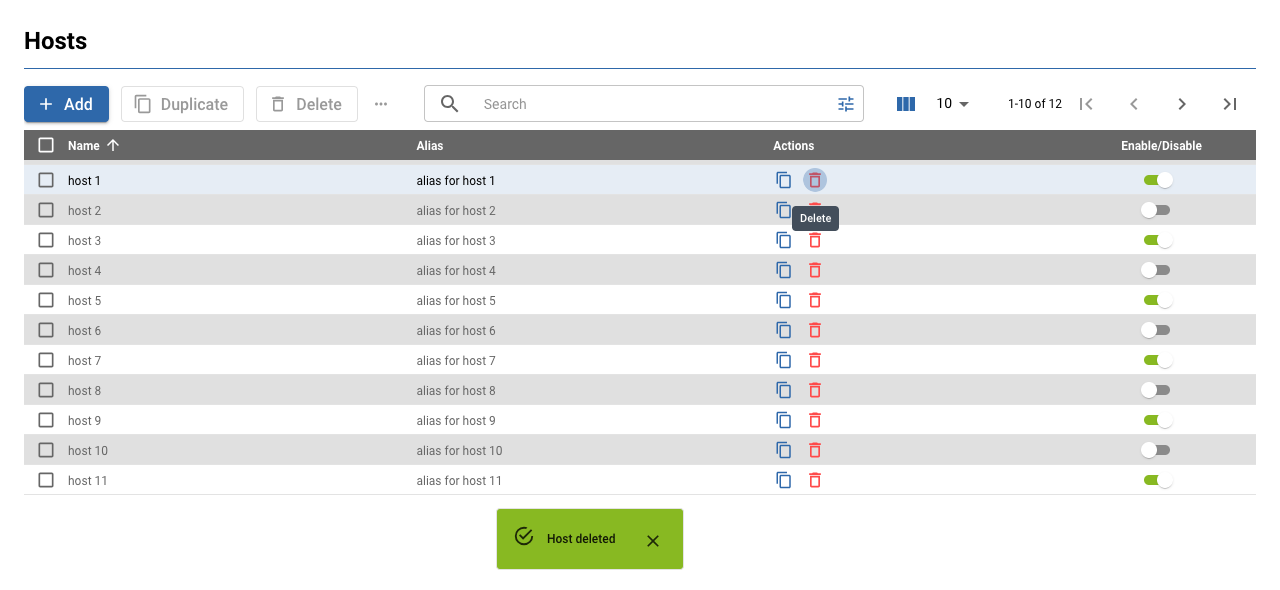 Hosts
Add Duplicate Delete ... Search 10 1-10 of 12
Name Alias Actions Enable/Disable
host 1 alias for host 1
host 2 alias for host 2
Delete
host 3 alias for host 3
host 4 alias for host 4
host 5 alias for host 5
host 6 alias for host 6
host 7 alias for host 7
host 8 alias for host 8
host 9 alias for host 9
host 10 alias for host 10
host 11 alias for host 11
Host deleted